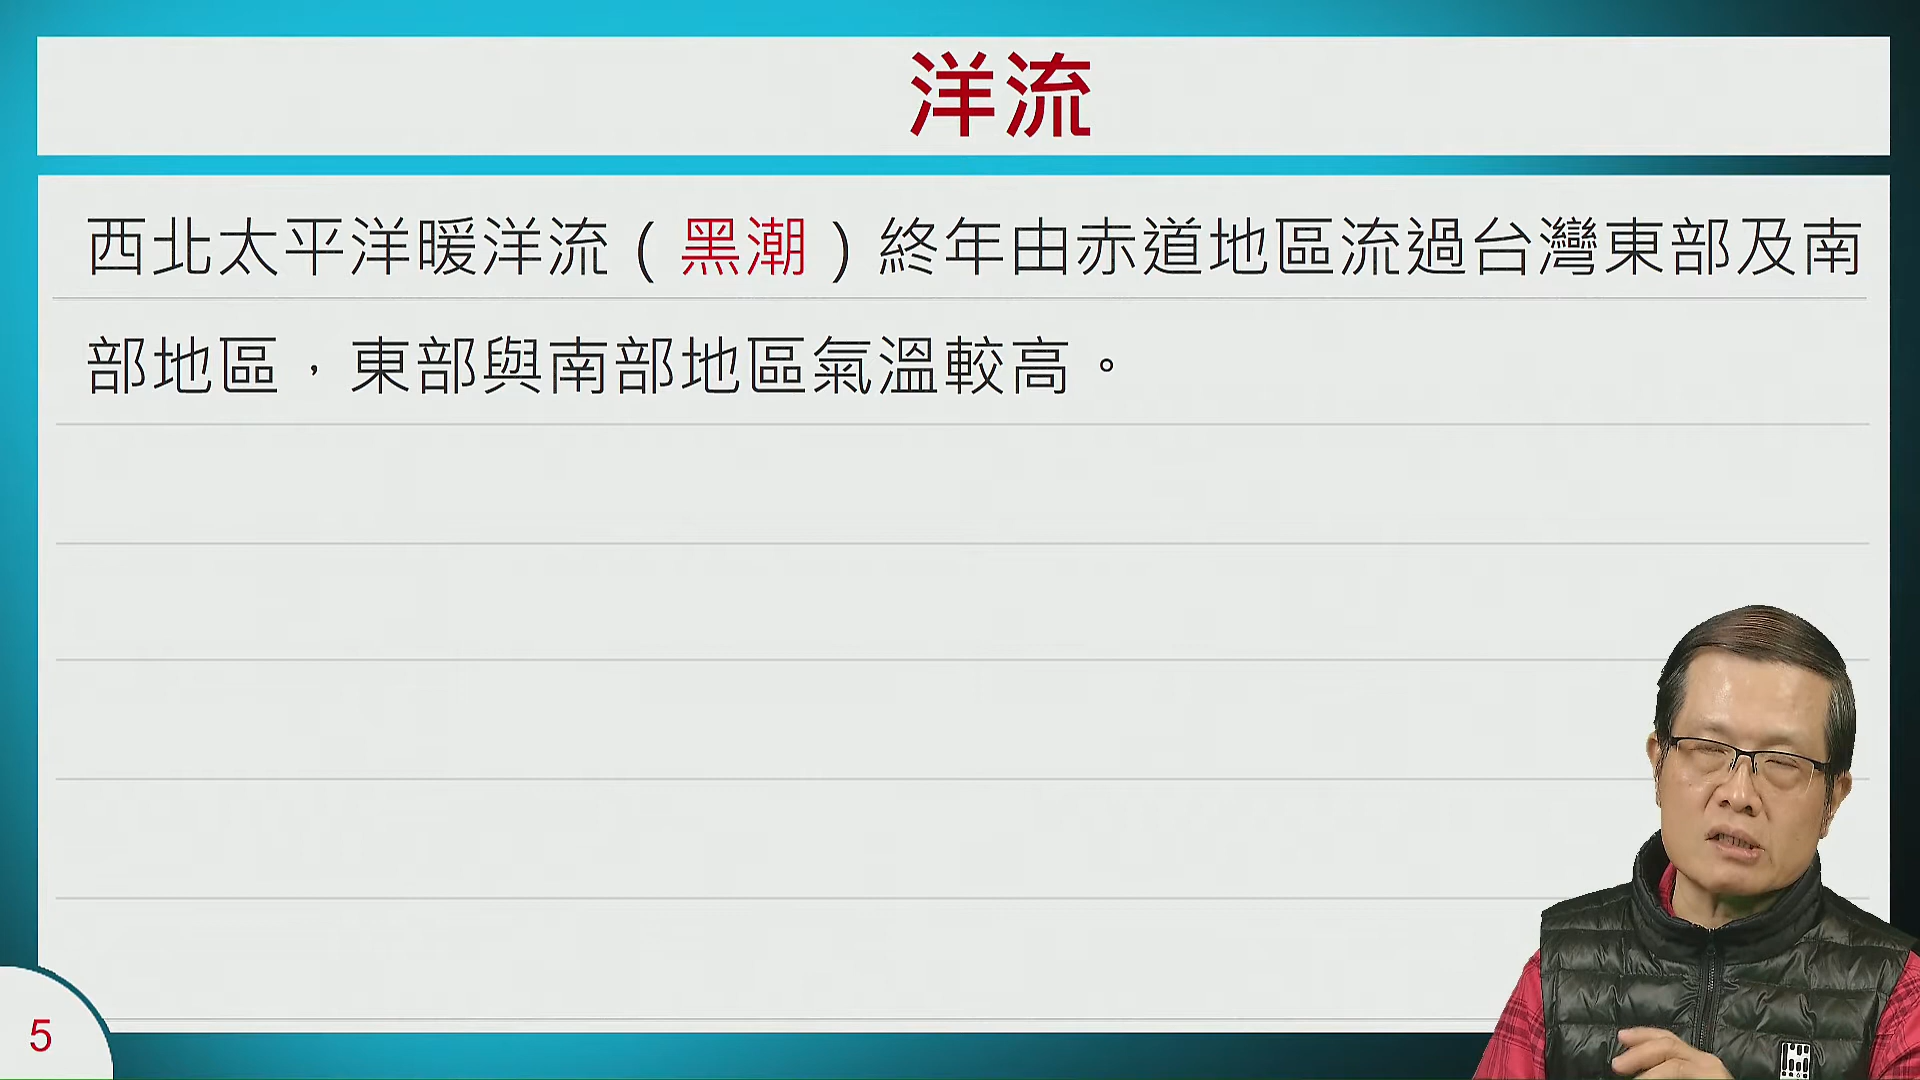 洋流
西北太平洋暖洋流（黑潮）終年由赤道地區流過台灣東部及南
部地區，東部與南部地區氣溫較高。
5